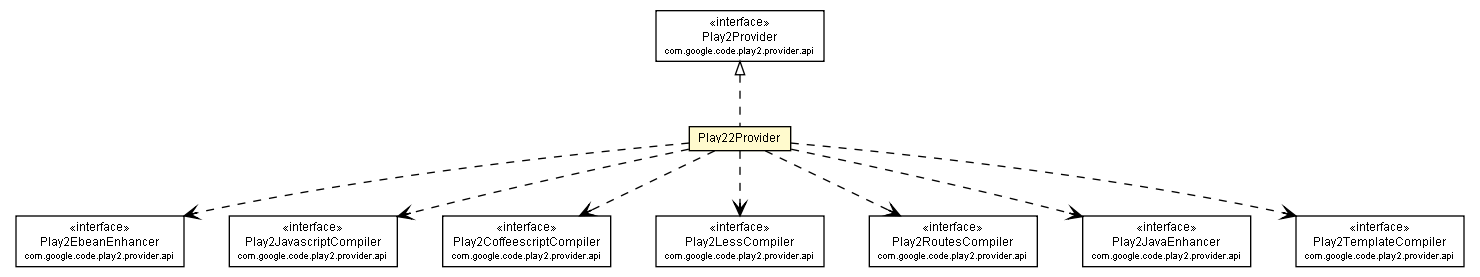 «interface»
Play2Provider
com.google.code.play2.provider.api
Play22Provider
«interface»
Play2EbeanEnhancer
com.google.code.play2.provider.api
«interface»
Play2JavascriptCompiler
com.google.code.play2.provider.api
«interface»
Play2CoffeescriptCompiler
com.google.code.play2.provider.api
«interface»
Play2LessCompiler
com.google.code.play2.provider.api
«interface»
Play2RoutesCompiler
com.google.code.play2.provider.api
«interface»
Play2JavaEnhancer
com.google.code.play2.provider.api
«interface»
Play2TemplateCompiler
com.google.code.play2.provider.api